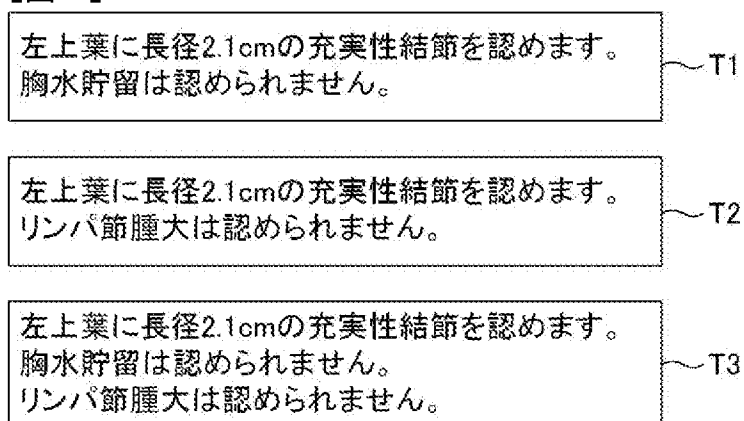 左上葉に長径2.1cmの充実性結節を認めます。
胸水貯留は認められません。
T1
左上葉に長径2.1cmの充実性結節を認めます。
リンパ節腫大は認められません。
T2
左上葉に長径2.1cmの充実性結節を認めます。
胸水貯留は認められません。
リンパ節腫大は認められません。
T3